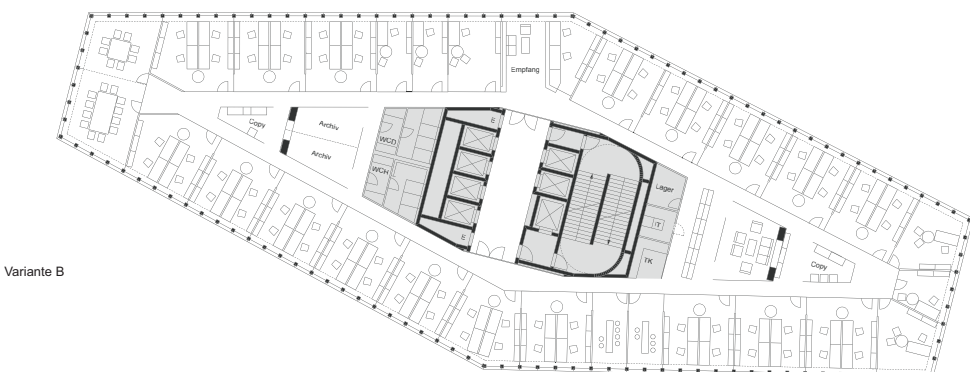 Empfang
Copy
Archiv
Archiv
E
WCD
WCH
E
Lager
IT
TK
Copy
Variante B